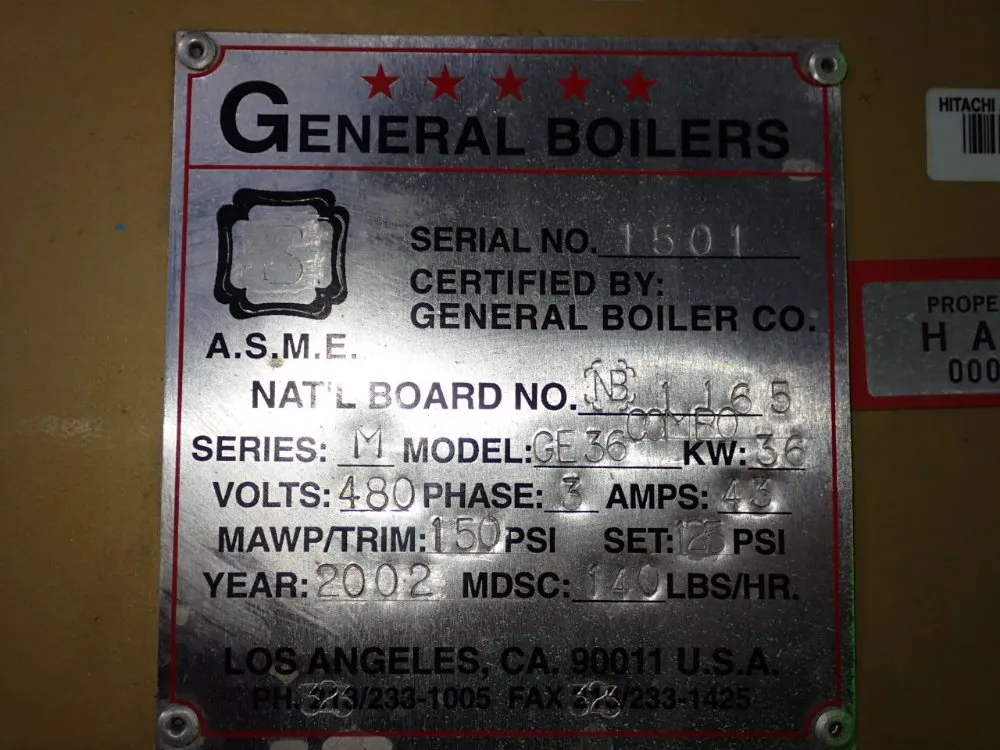 GENERAL BOILERS
HITACHI
S
SERIAL NO. 1501
CERTIFIED BY:
GENERAL BOILER CO.
A.S.M.E.
PROPE
H A
000
NAT'L BOARD NO. NB 1165
COMBO
SERIES: M MODEL: GE36 KW: 36
VOLTS: 480 PHASE: 3 AMPS: 43
MAWP/TRIM: 150 PSI SET: 125 PSI
YEAR: 2002 MDSC: 140 LBS/HR.
LOS ANGELES, CA. 90011 U.S.A.
PH. 323/233-1005 FAX 323/233-1425